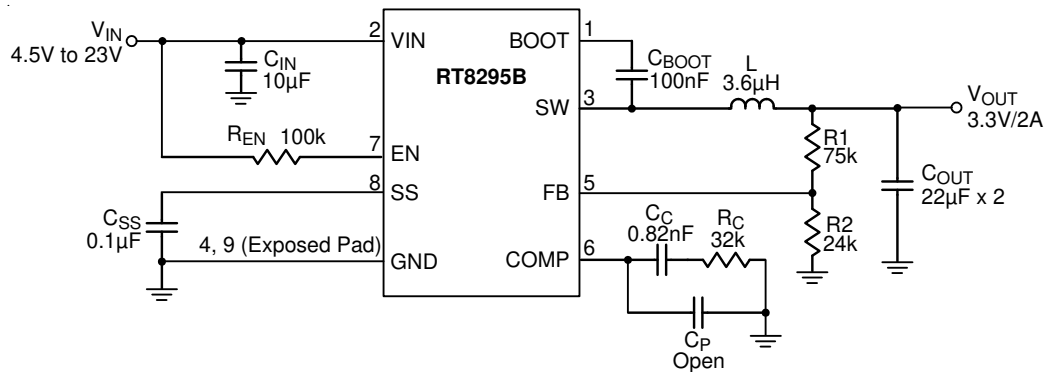 VIN
4.5V to 23V
2
VIN
CIN
10μF
REN 100k
7
EN
8
SS
CSS
0.1μF
4, 9 (Exposed Pad)
GND
RT8295B
BOOT
1
CBOOT
100nF
SW
3
L
3.6μH
VOUT
3.3V/2A
R1
75k
COUT
22μF x 2
FB
5
R2
24k
COMP
6
CC
0.82nF
RC
32k
CP
Open